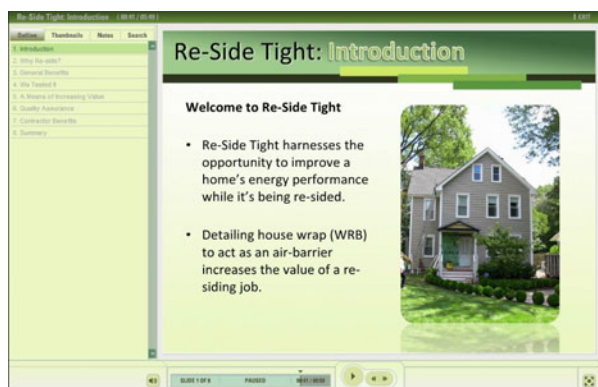 Re-Side Tight: Introduction (00:41 / 05:49)
EXIT
Outline Thumbnails Notes Search
1. Introduction
2. Why Re-side?
3. General Benefits
4. We Tested It
5. A Means of Increasing Value
6. Quality Assurance
7. Contractor Benefits
8. Summary
Re-Side Tight: Introduction
Welcome to Re-Side Tight
• Re-Side Tight harnesses the
opportunity to improve a
home's energy performance
while it's being re-sided.
• Detailing house wrap (WRB)
to act as an air-barrier
increases the value of a re-
siding job.
SLIDE 1 OF 8 PAUSED